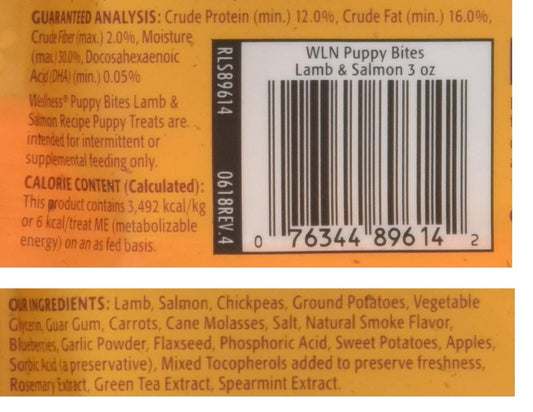 GUARANTEED ANALYSIS: Crude Protein (min.) 12.0%, Crude Fat (min.) 16.0%,
Crude Fiber (max.) 2.0%, Moisture
(max.) 30.0%, Docosahexaenoic
Acid (DHA) (min.) 0.05%
Wellness® Puppy Bites Lamb &
Salmon Recipe Puppy Treats are
intended for intermittent or
supplemental feeding only.
CALORIE CONTENT (Calculated):
This product contains 3,492 kcal/kg
or 6 kcal/treat ME (metabolizable
energy) on an as fed basis.
RLS89614 0618REV.4
WLN Puppy Bites
Lamb & Salmon 3 oz
0 76344 89614 2
OUR INGREDIENTS: Lamb, Salmon, Chickpeas, Ground Potatoes, Vegetable
Glycerin, Guar Gum, Carrots, Cane Molasses, Salt, Natural Smoke Flavor,
Blueberries, Garlic Powder, Flaxseed, Phosphoric Acid, Sweet Potatoes, Apples,
Sorbic Acid (a preservative), Mixed Tocopherols added to preserve freshness,
Rosemary Extract, Green Tea Extract, Spearmint Extract.